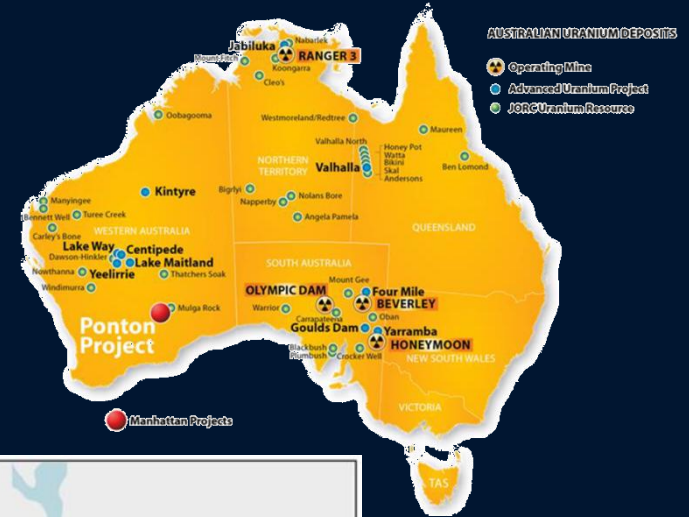 AUSTRALIAN URANIUM DEPOSITS
Operating Mine
Advanced Uranium Project
JORC Uranium Resource
Jabiluka
Nabarlek
Mount Fitch
RANGER 3
Koongarra
Cleo's
Oobagooma
Westmoreland/Redtree
Maureen
Valhalla North
Honey Pot
Watta
Bikini
Skal
Andersons
Ben Lomond
NORTHERN
TERRITORY
Valhalla
Kintyre
Bigrlyi
Nolans Bore
Napperby
Angela Pamela
Manyingee
Bennett Well
Turee Creek
Carley's Bone
WESTERN AUSTRALIA
QUEENSLAND
Lake Way
Centipede
Dawson-Hinkler
Lake Maitland
Nowthanna
Yeelirrie
Thatchers Soak
Windimurra
SOUTH AUSTRALIA
Mount Gee
OLYMPIC DAM
Four Mile
BEVERLEY
Warrior
Carrapateena
Oban
Mulga Rock
Ponton
Project
Goulds Dam
Yarramba
HONEYMOON
Blackbush
Plumbush
Crocker Well
NEW SOUTH WALES
VICTORIA
Manhattan Projects
TAS